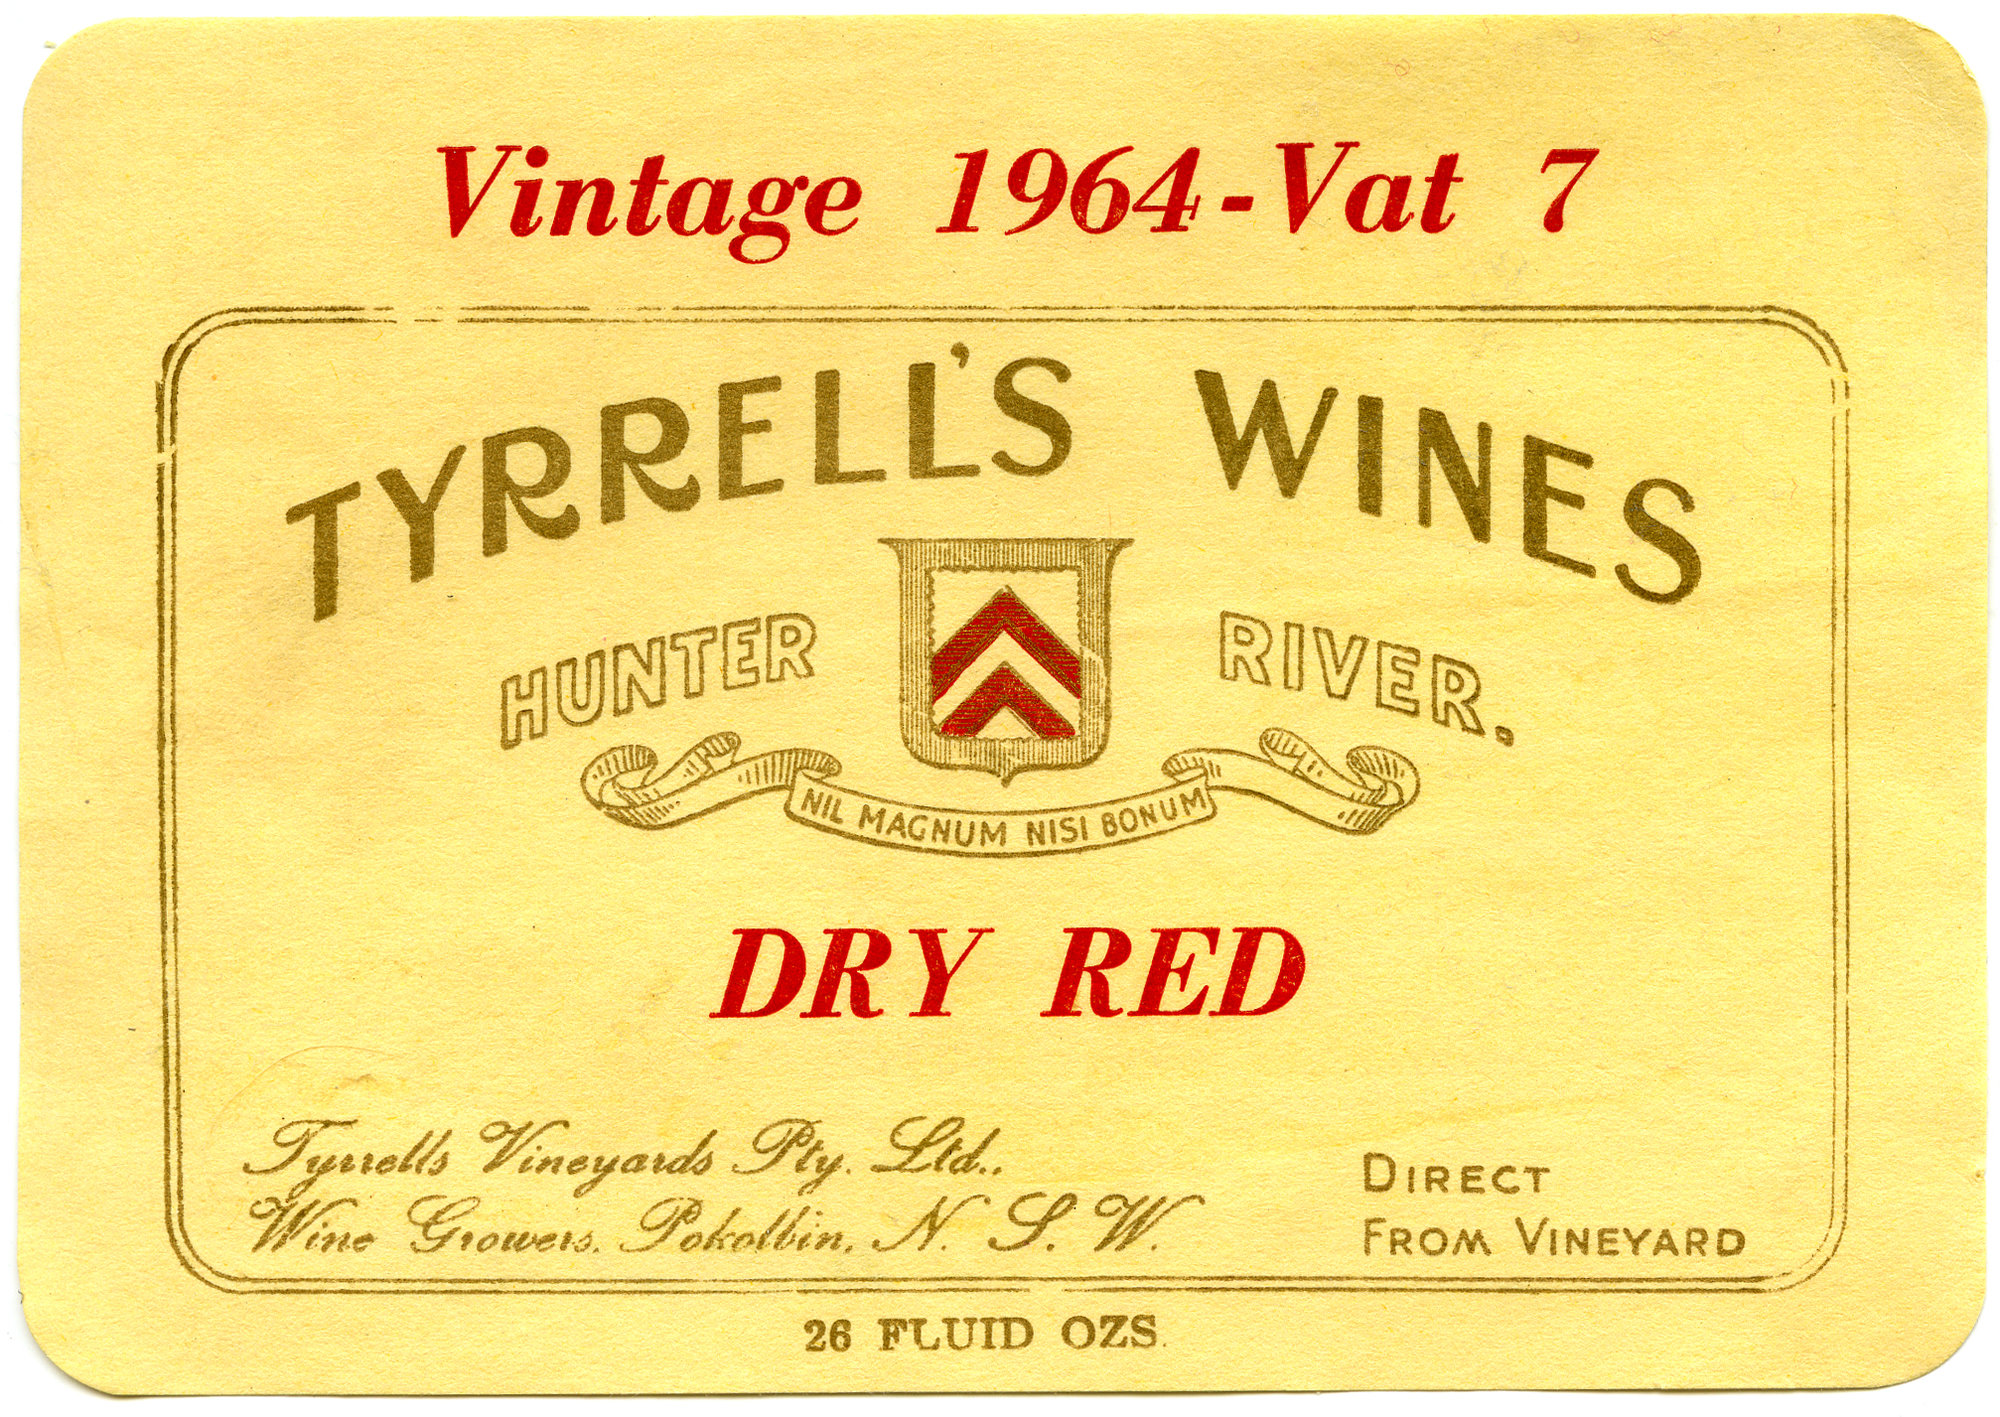 Vintage 1964 - Vat 7
TYRRELL'S WINES
HUNTER RIVER.
NIL MAGNUM NISI BONUM
DRY RED
Tyrrells Vineyards Pty. Ltd..
Wine Growers. Pokolbin. N. S. W.
DIRECT
FROM VINEYARD
26 FLUID OZS.